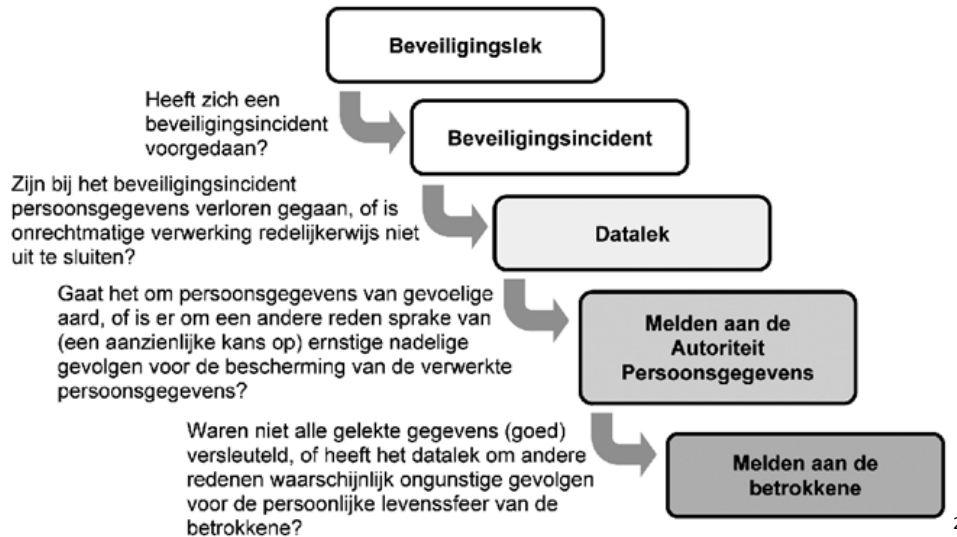 Beveiligingslek
Heeft zich een
beveiligingsincident
voorgedaan?
Beveiligingsincident
Zijn bij het beveiligingsincident
persoonsgegevens verloren gegaan, of is
onrechtmatige verwerking redelijkerwijs niet
uit te sluiten?
Datalek
Gaat het om persoonsgegevens van gevoelige
aard, of is er om een andere reden sprake van
(een aanzienlijke kans op) ernstige nadelige
gevolgen voor de bescherming van de verwerkte
persoonsgegevens?
Melden aan de
Autoriteit
Persoonsgegevens
Waren niet alle gelekte gegevens (goed)
versleuteld, of heeft het datalek om andere
redenen waarschijnlijk ongunstige gevolgen
voor de persoonlijke levenssfeer van de
betrokkene?
Melden aan de
betrokkene
2